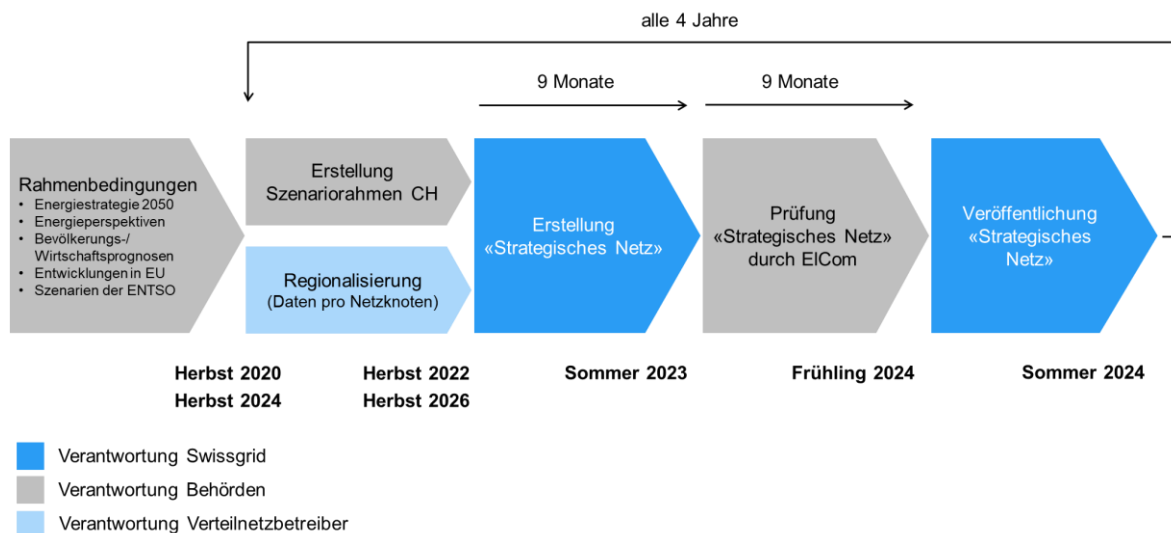 alle 4 Jahre
9 Monate
9 Monate
Rahmenbedingungen
• Energiestrategie 2050
• Energieperspektiven
• Bevölkerungs-/
Wirtschaftsprognosen
• Entwicklungen in EU
• Szenarien der ENTSO
Erstellung
Szenariorahmen CH
Regionalisierung
(Daten pro Netzknoten)
Erstellung
«Strategisches Netz»
Prüfung
«Strategisches Netz»
durch ElCom
Veröffentlichung
«Strategisches
Netz»
Herbst 2020
Herbst 2024
Herbst 2022
Herbst 2026
Sommer 2023
Frühling 2024
Sommer 2024
Verantwortung Swissgrid
Verantwortung Behörden
Verantwortung Verteilnetzbetreiber